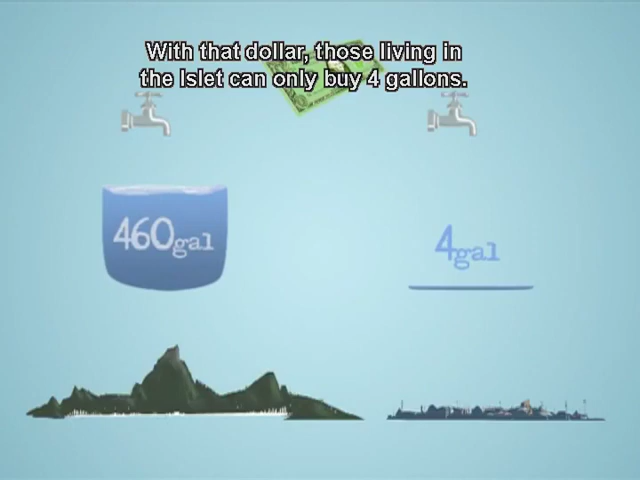 With that dollar, those living in
the Islet can only buy 4 gallons.
460gal
4gal